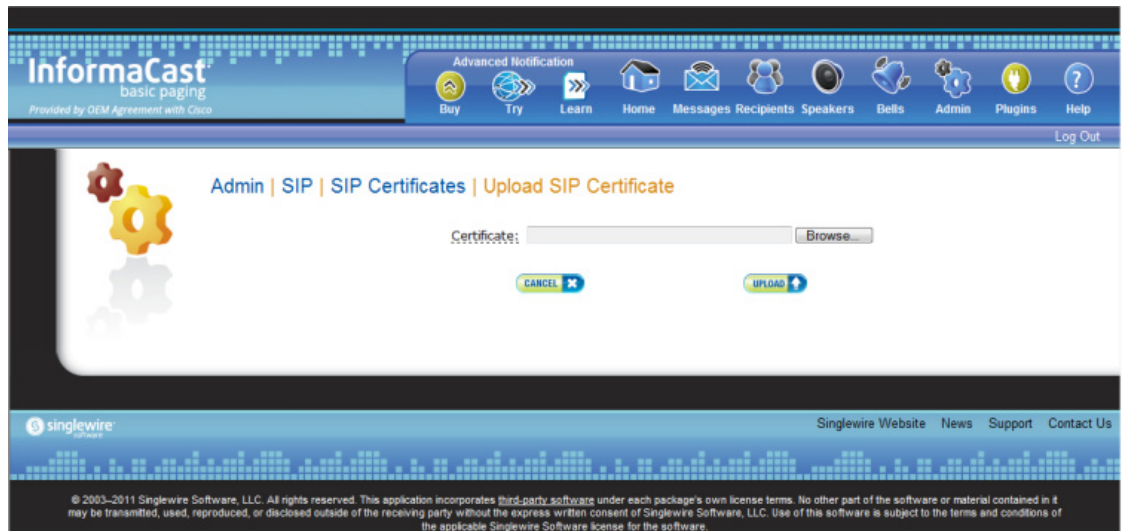 InformaCast
basic paging
Provided by OEM Agreement with Cisco
Advanced Notification
Buy Try Learn Home Messages Recipients Speakers Bells Admin Plugins Help
Log Out
Admin | SIP | SIP Certificates | Upload SIP Certificate
Certificate: Browse...
CANCEL UPLOAD
singlewire
software
Singlewire Website News Support Contact Us
© 2003–2011 Singlewire Software, LLC. All rights reserved. This application incorporates third-party software under each package's own license terms. No other part of the software or material contained in it
may be transmitted, used, reproduced, or disclosed outside of the receiving party without the express written consent of Singlewire Software, LLC. Use of this software is subject to the terms and conditions of
the applicable Singlewire Software license for the software.